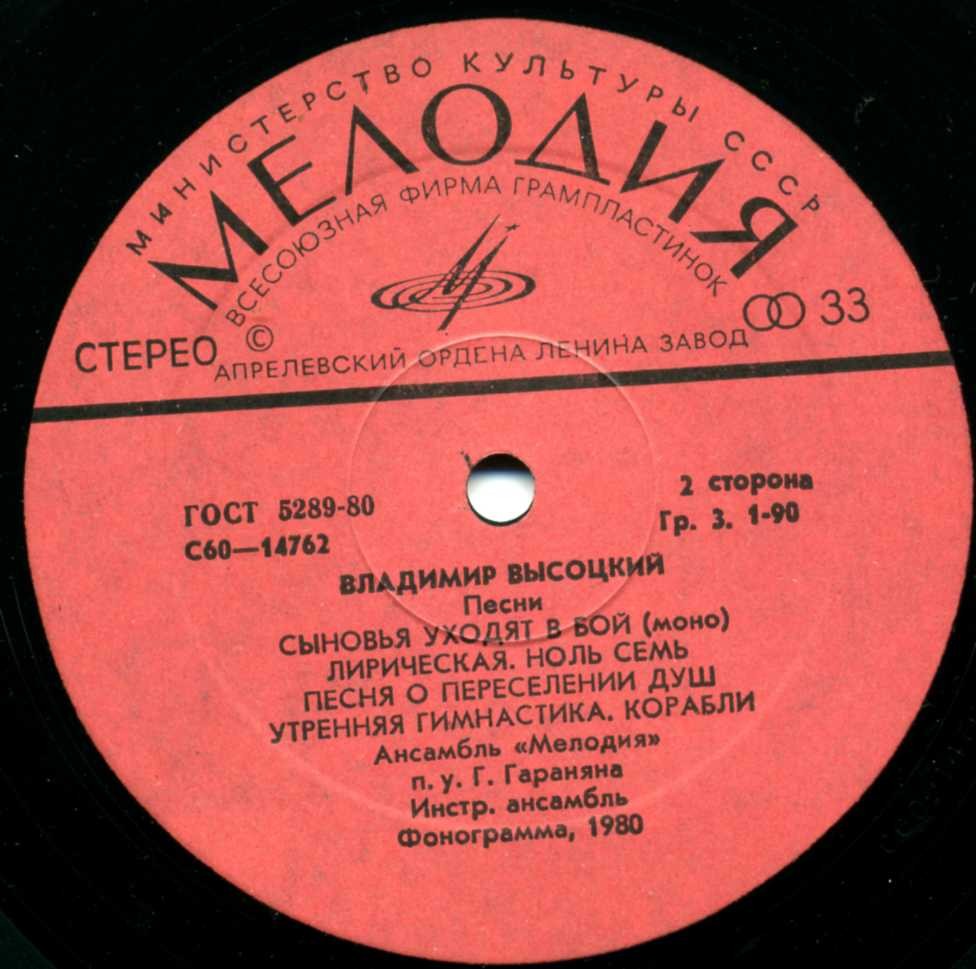 МИНИСТЕРСТВО КУЛЬТУРЫ СССР
МЕЛОДИЯ
ВСЕСОЮЗНАЯ ФИРМА ГРАМПЛАСТИНОК
СТЕРЕО © 33
АПРЕЛЕВСКИЙ ОРДЕНА ЛЕНИНА ЗАВОД
ГОСТ 5289-80
С60—14762
2 сторона
Гр. 3. 1-90
ВЛАДИМИР ВЫСОЦКИЙ
Песни
СЫНОВЬЯ УХОДЯТ В БОЙ (моно)
ЛИРИЧЕСКАЯ. НОЛЬ СЕМЬ
ПЕСНЯ О ПЕРЕСЕЛЕНИИ ДУШ
УТРЕННЯЯ ГИМНАСТИКА. КОРАБЛИ
Ансамбль «Мелодия»
п. у. Г. Гараняна
Инстр. ансамбль
Фонограмма, 1980